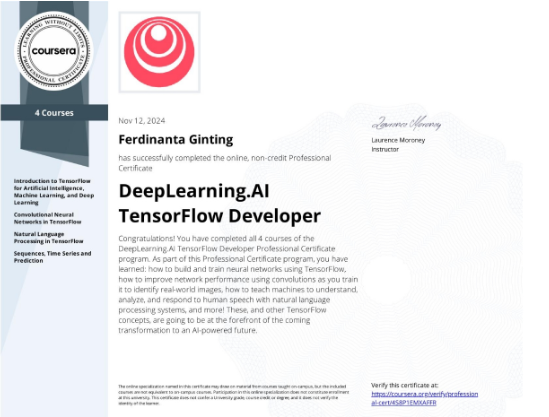 LEARNING WITHOUT LIMITS
coursera
PROFESSIONAL CERTIFICATE
4 Courses
Introduction to TensorFlow
for Artificial Intelligence,
Machine Learning, and Deep
Learning
Convolutional Neural
Networks in TensorFlow
Natural Language
Processing in TensorFlow
Sequences, Time Series and
Prediction
Nov 12, 2024
Ferdinanta Ginting
has successfully completed the online, non-credit Professional
Certificate
DeepLearning.AI
TensorFlow Developer
Congratulations! You have completed all 4 courses of the
DeepLearning.AI TensorFlow Developer Professional Certificate
program. As part of this Professional Certificate program, you have
learned: how to build and train neural networks using TensorFlow,
how to improve network performance using convolutions as you train
it to identify real-world images, how to teach machines to understand,
analyze, and respond to human speech with natural language
processing systems, and more! These, and other TensorFlow
concepts, are going to be at the forefront of the coming
transformation to an AI-powered future.
Laurence Moroney
Laurence Moroney
Instructor
The online specialization named in this certificate may draw on material from courses taught on-campus, but the included
courses are not equivalent to on-campus courses. Participation in this online specialization does not constitute enrollment
at this university. This certificate does not confer a University grade, course credit or degree, and it does not verify the
identity of the learner.
Verify this certificate at:
https://coursera.org/verify/profession